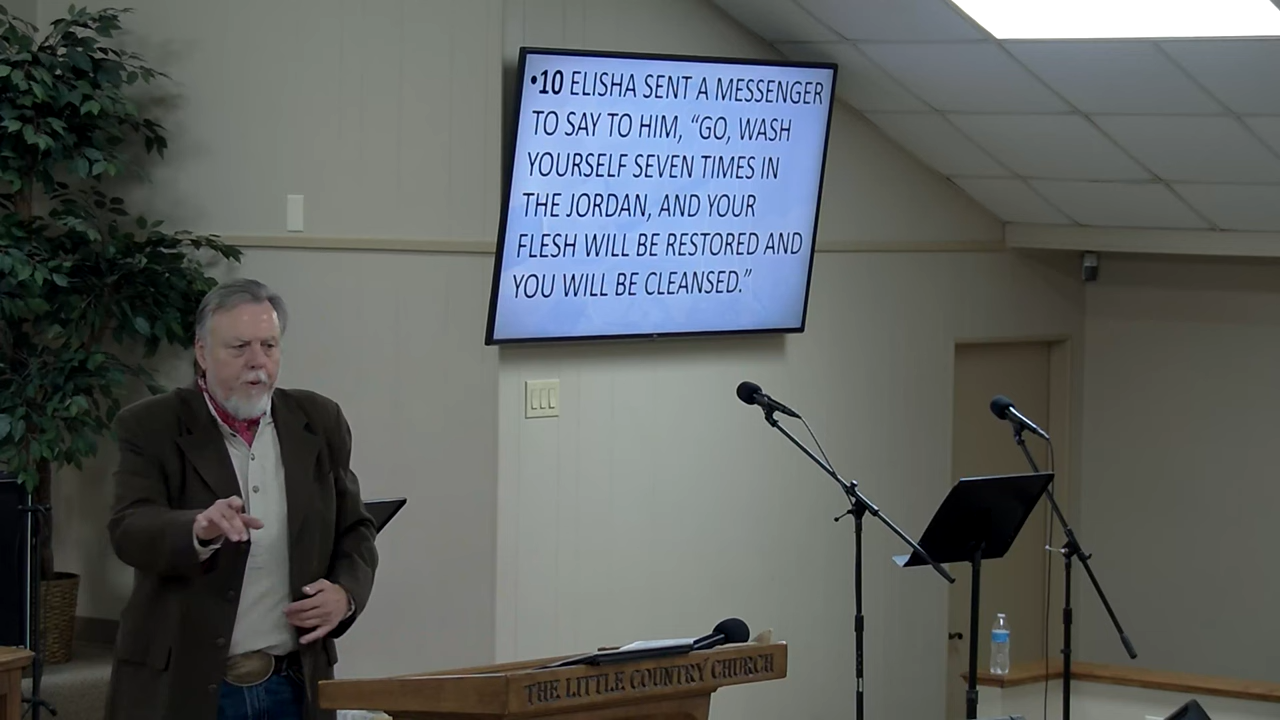 •10 ELISHA SENT A MESSENGER
TO SAY TO HIM, “GO, WASH
YOURSELF SEVEN TIMES IN
THE JORDAN, AND YOUR
FLESH WILL BE RESTORED AND
YOU WILL BE CLEANSED.”
THE LITTLE COUNTRY CHURCH